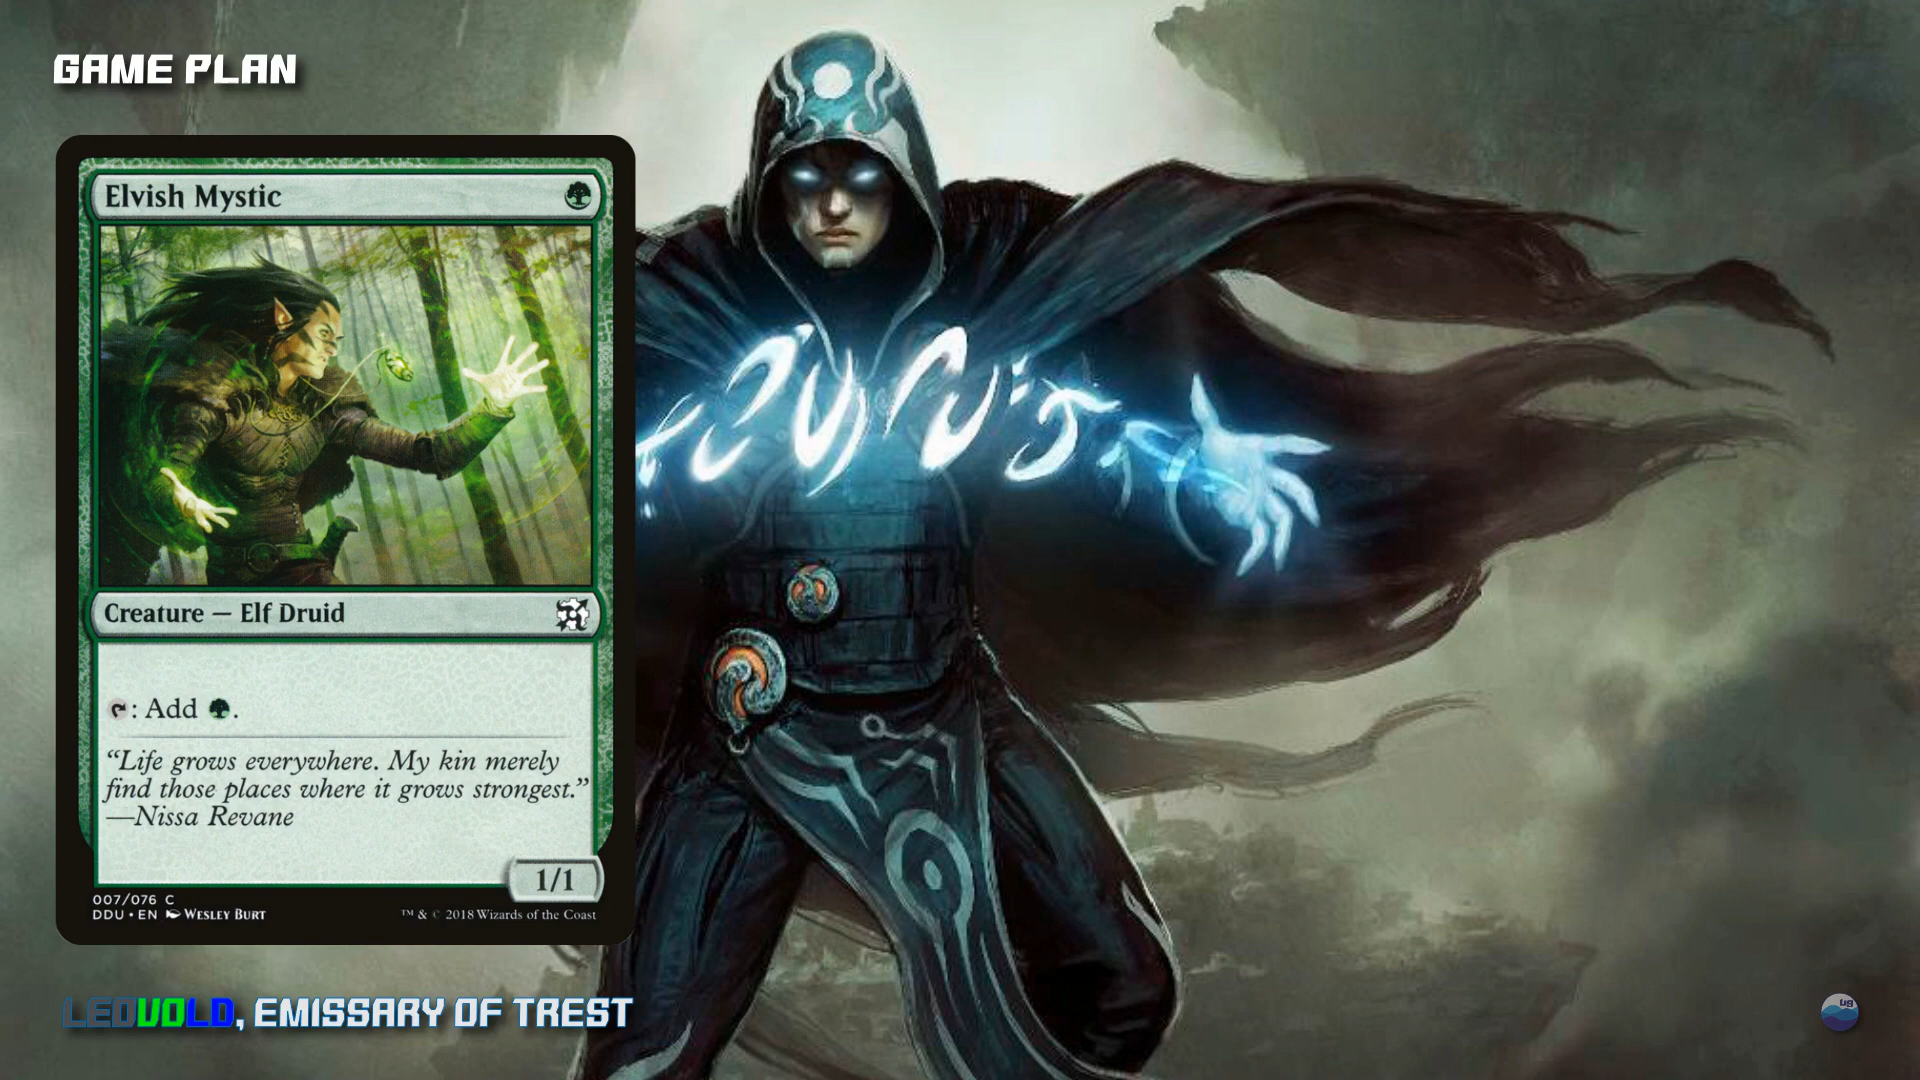 GAME PLAN
Elvish Mystic
Creature — Elf Druid
: Add .
“Life grows everywhere. My kin merely
find those places where it grows strongest.”
—Nissa Revane
1/1
007/076 C
DDU • EN Wesley Burt
™ & © 2018 Wizards of the Coast
LEOVOLD, EMISSARY OF TREST
ug